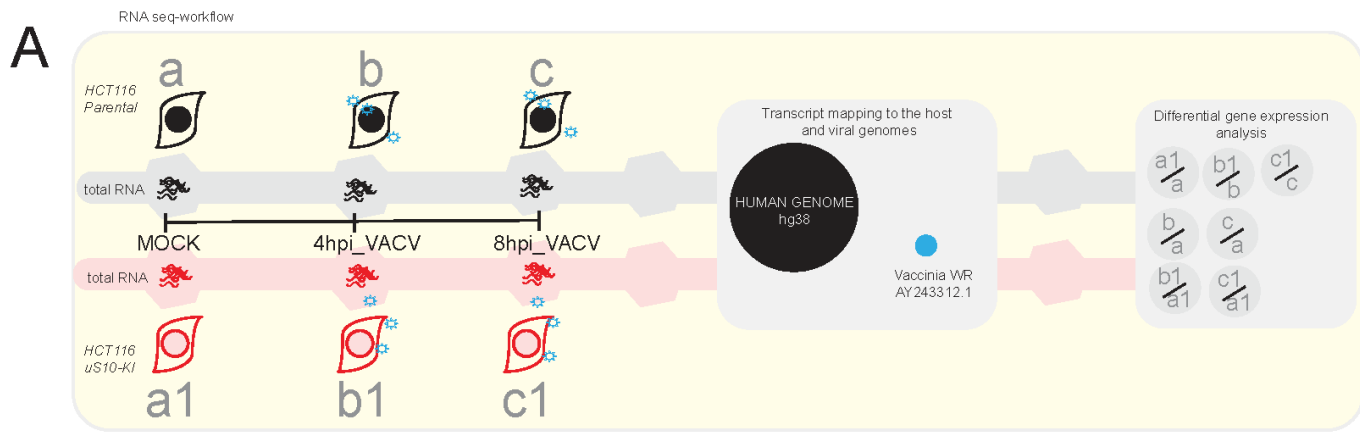 RNA seq-workflow
A
a
b
c
HCT116
Parental
total RNA
MOCK
4hpi_VACV
8hpi_VACV
total RNA
HCT116
uS10-KI
a1
b1
c1
Transcript mapping to the host
and viral genomes
HUMAN GENOME
hg38
Vaccinia WR
AY243312.1
Differential gene expression
analysis
a1/a
b1/b
c1/c
b/a
c/a
b1/a1
c1/a1